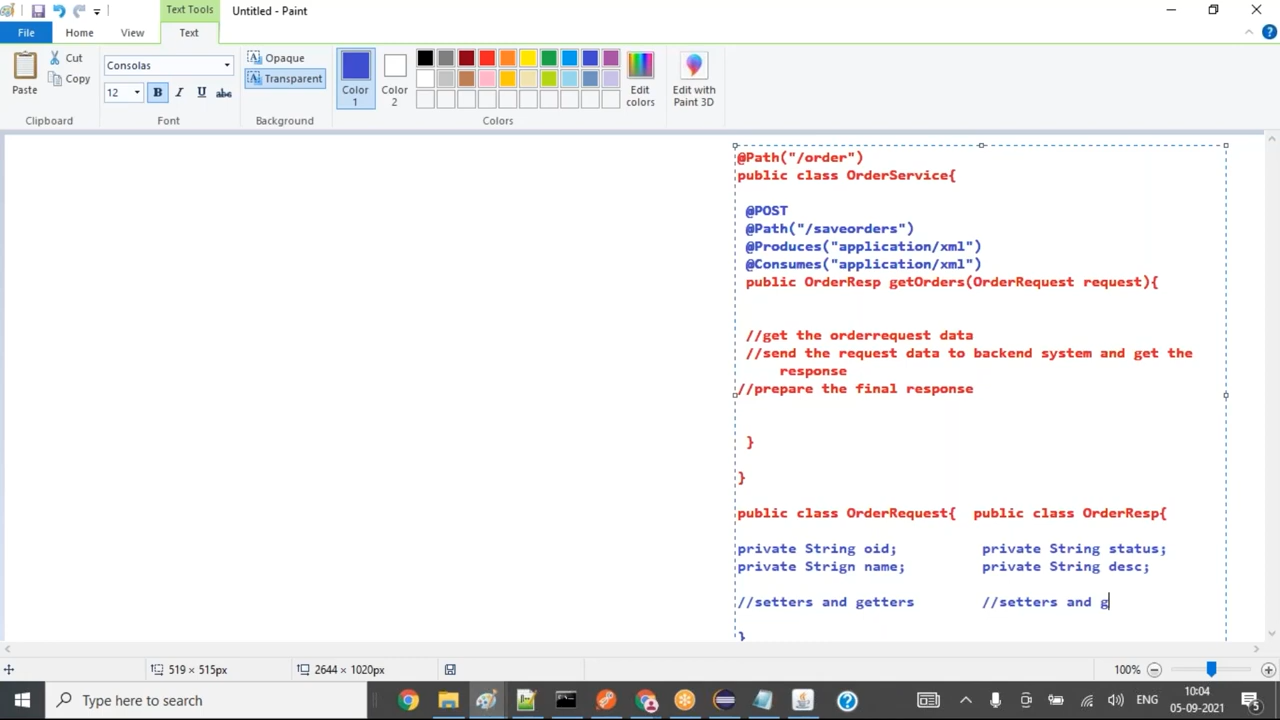 Untitled - Paint
Text Tools
File
Home
View
Text
Paste
Cut
Copy
Clipboard
Consolas
12
B
I
U
abc
Font
A
Opaque
A
Transparent
Background
Color 1
Color 2
Edit colors
Colors
Edit with Paint 3D
@Path("/order")
public class OrderService{
@POST
@Path("/saveorders")
@Produces("application/xml")
@Consumes("application/xml")
public OrderResp getOrders(OrderRequest request){
//get the orderrequest data
//send the request data to backend system and get the
response
//prepare the final response
}
}
public class OrderRequest{ public class OrderResp{
private String oid; private String status;
private Strign name; private String desc;
//setters and getters //setters and g
}
519 × 515px
2644 × 1020px
100%
Type here to search
ENG
10:04
05-09-2021
5